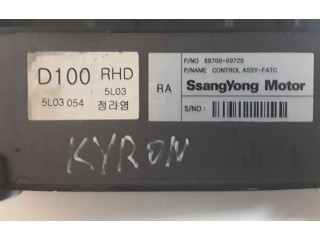 D100 RHD
5L03
5L03 054 정라영
RA
P/NO 68700-09720
P/NAME CONTROL ASSY-FATC
SsangYong Motor
S/NO :
KYRON